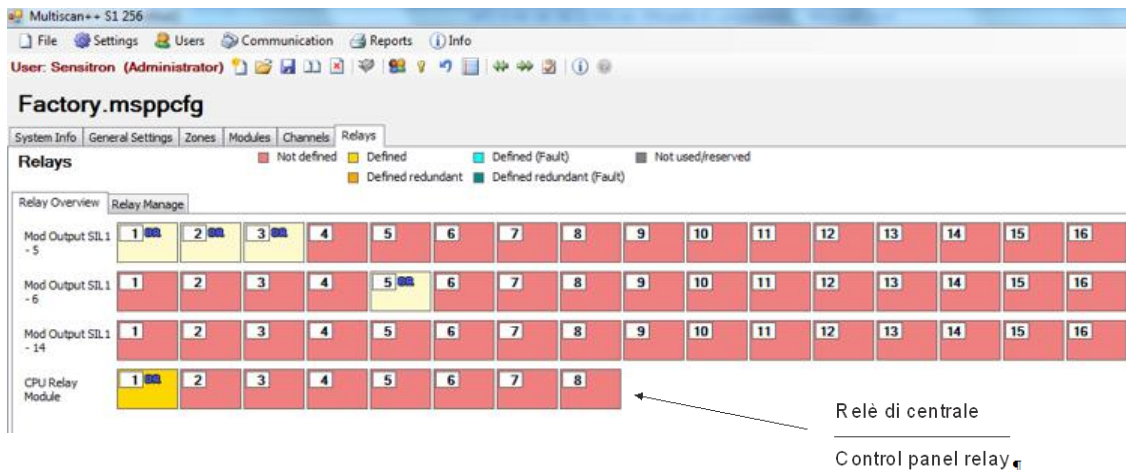 Multiscan++ S1 256
File Settings Users Communication Reports Info
User: Sensitron (Administrator)
Factory.msppcfg
System Info General Settings Zones Modules Channels Relays
Relays
Not defined Defined Defined (Fault) Not used/reserved
Defined redundant Defined redundant (Fault)
Relay Overview Relay Manage
Mod Output SIL1 - 5 1 OR 2 OR 3 OR 4 5 6 7 8 9 10 11 12 13 14 15 16
Mod Output SIL1 - 6 1 2 3 4 5 OR 6 7 8 9 10 11 12 13 14 15 16
Mod Output SIL1 - 14 1 2 3 4 5 6 7 8 9 10 11 12 13 14 15 16
CPU Relay Module 1 OR 2 3 4 5 6 7 8
Relè di centrale
Control panel relay¶